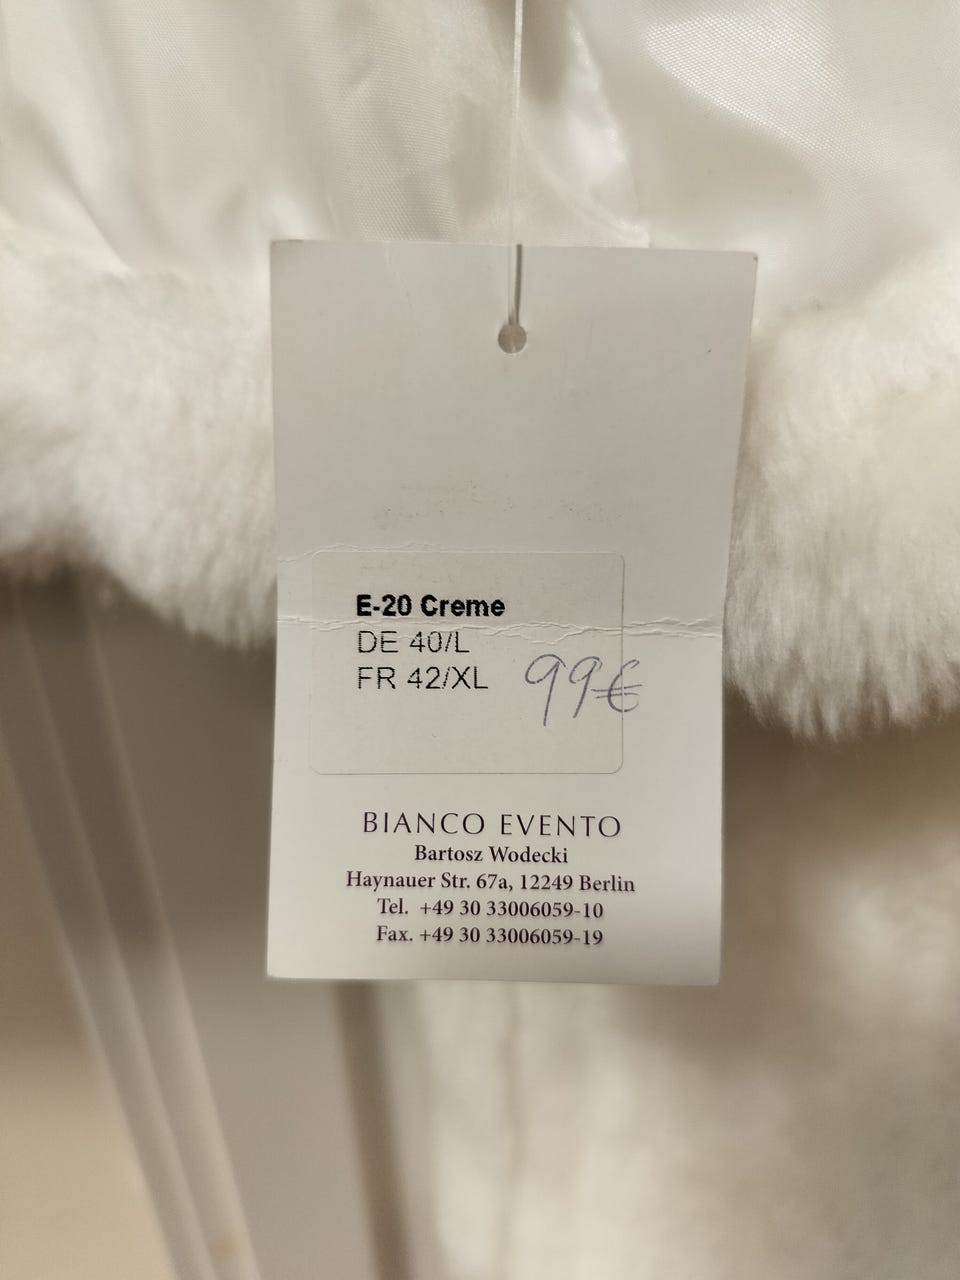 E-20 Creme
DE 40/L
FR 42/XL
99€
BIANCO EVENTO
Bartosz Wodecki
Haynauer Str. 67a, 12249 Berlin
Tel. +49 30 33006059-10
Fax. +49 30 33006059-19